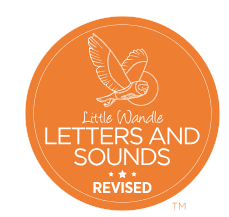 Little Wandle
LETTERS AND
SOUNDS
REVISED
TM